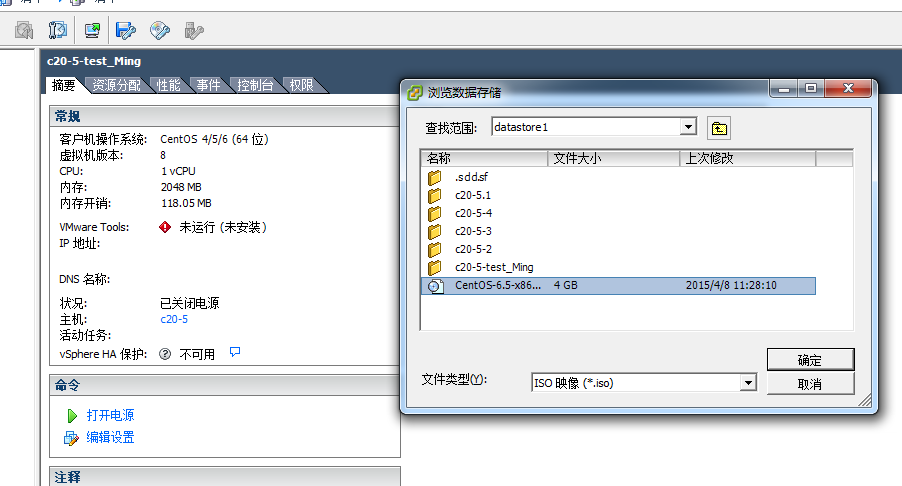 c20-5-test_Ming
摘要 资源分配 性能 事件 控制台 权限
常规
客户机操作系统: CentOS 4/5/6 (64 位)
虚拟机版本: 8
CPU: 1 vCPU
内存: 2048 MB
内存开销: 118.05 MB
VMware Tools: 未运行 (未安装)
IP 地址:
DNS 名称:
状况: 已关闭电源
主机: c20-5
活动任务:
vSphere HA 保护: 不可用
命令
打开电源
编辑设置
注释
浏览数据存储
查找范围: datastore1
名称 文件大小 上次修改
.sdd.sf
c20-5.1
c20-5-4
c20-5-3
c20-5-2
c20-5-test_Ming
CentOS-6.5-x86... 4 GB 2015/4/8 11:28:10
确定
文件类型(Y): ISO 映像 (*.iso)
取消